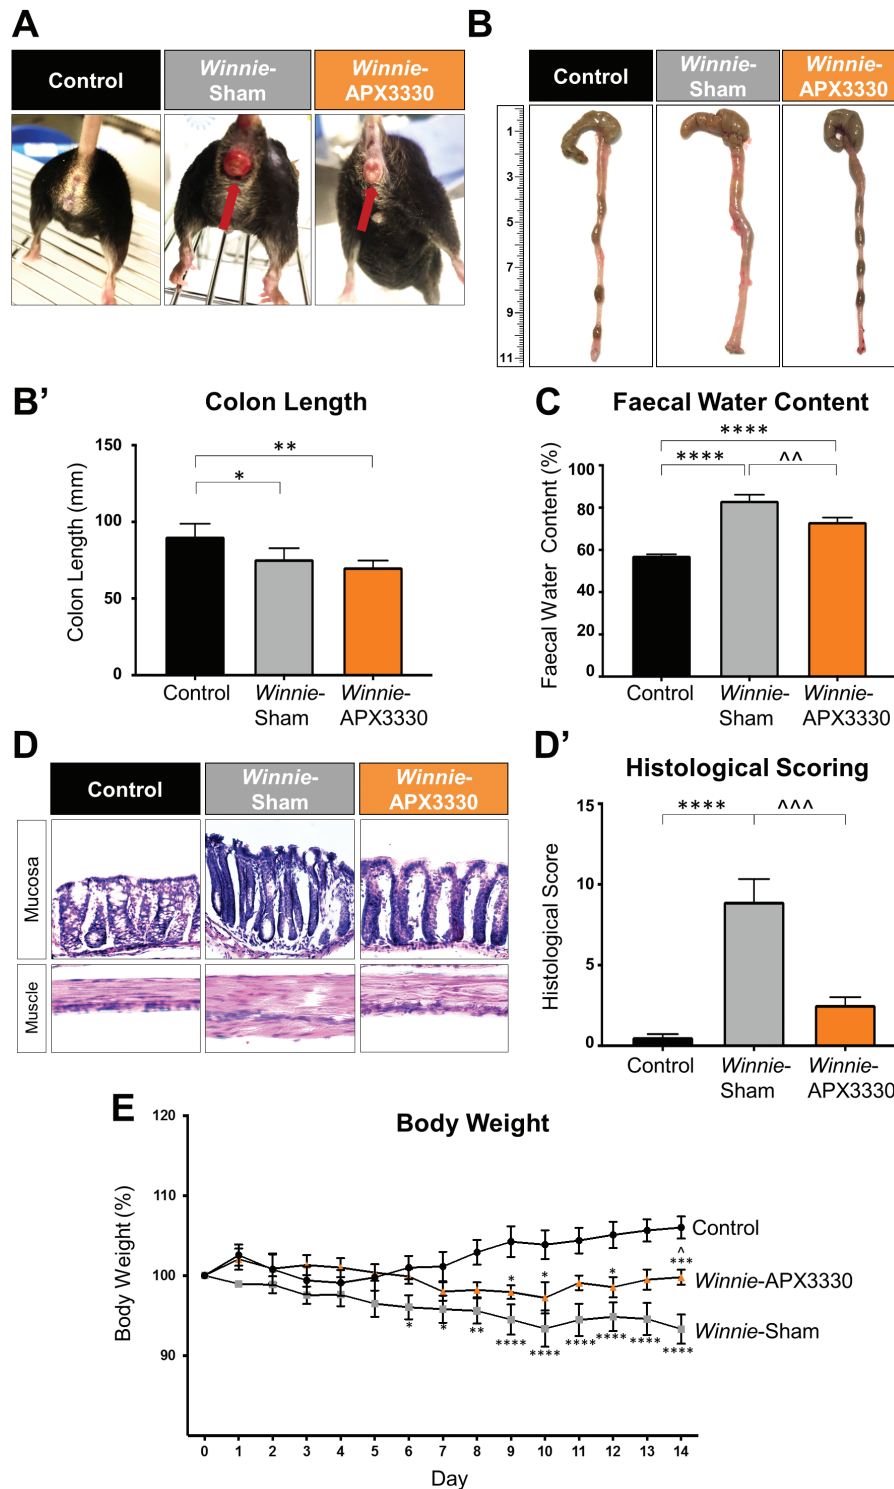 A
Control
Winnie-
Sham
Winnie-
APX3330
B
Control
Winnie-
Sham
Winnie-
APX3330
1
3
5
7
9
11
B’
Colon Length
Colon Length (mm)
150
100
50
0
**
*
Control
Winnie-
Sham
Winnie-
APX3330
C
Faecal Water Content
Faecal Water Content (%)
100
80
60
40
20
0
****
****
^^
Control
Winnie-
Sham
Winnie-
APX3330
D
Control
Winnie-
Sham
Winnie-
APX3330
Mucosa
Muscle
D’
Histological Scoring
Histological Score
15
10
5
0
****
^^^
Control
Winnie-
Sham
Winnie-
APX3330
E
Body Weight
Body Weight (%)
120
110
100
90
Control
^
***
Winnie-APX3330
* * *
Winnie-Sham
* * ** **** **** **** **** **** ****
0 1 2 3 4 5 6 7 8 9 10 11 12 13 14
Day